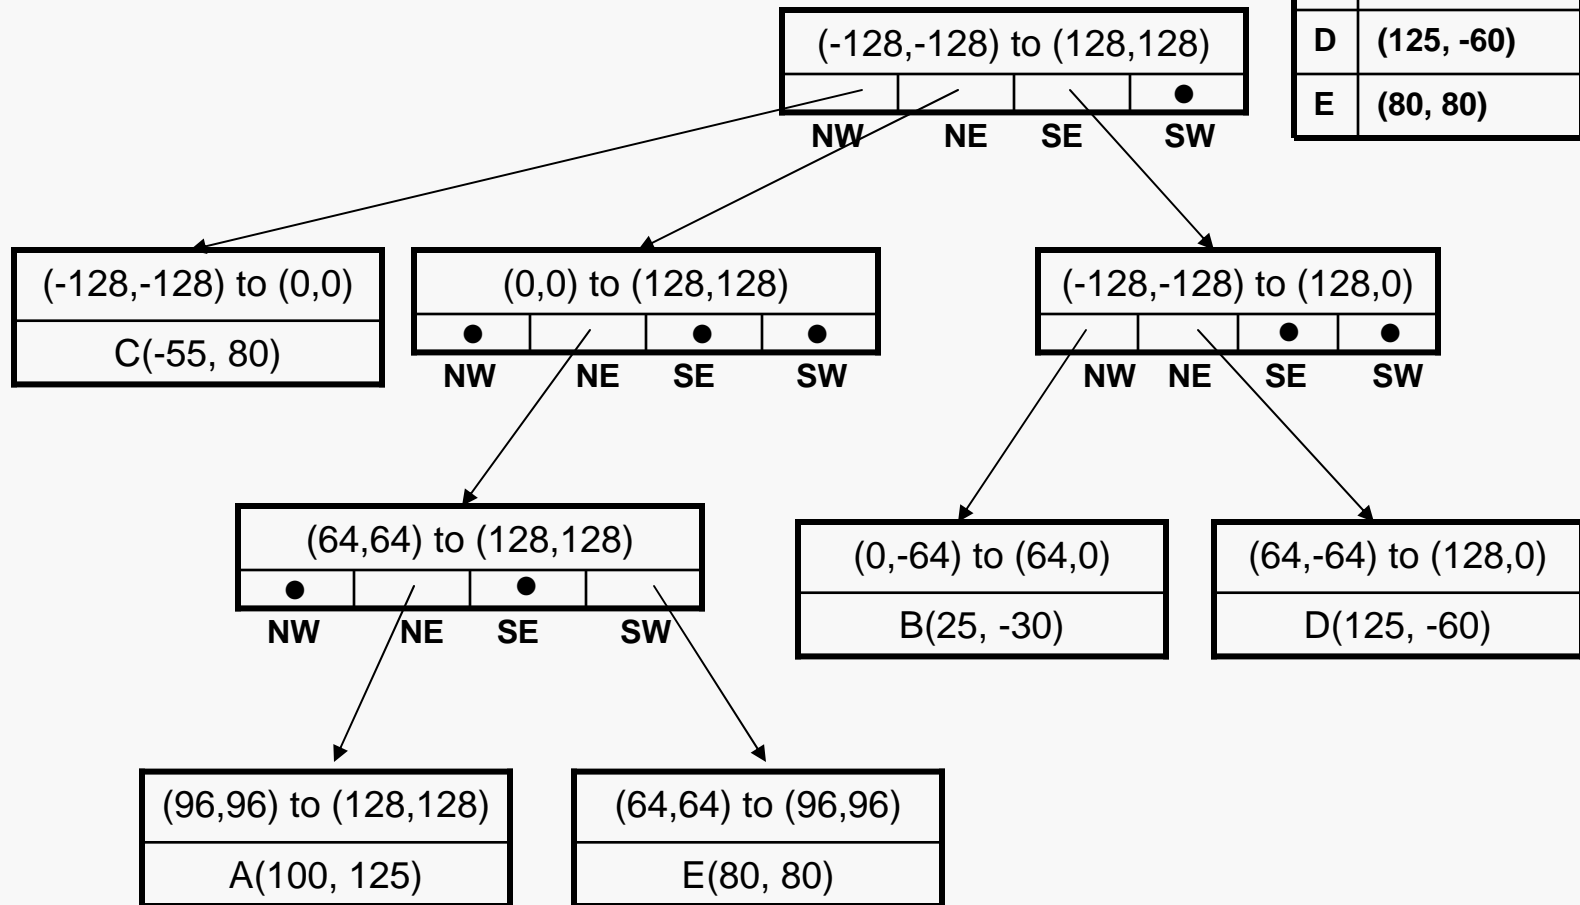 (-128,-128) to (128,128)
NW NE SE SW
D (125, -60)
E (80, 80)
(-128,-128) to (0,0)
C(-55, 80)
(0,0) to (128,128)
NW NE SE SW
(-128,-128) to (128,0)
NW NE SE SW
(64,64) to (128,128)
NW NE SE SW
(0,-64) to (64,0)
B(25, -30)
(64,-64) to (128,0)
D(125, -60)
(96,96) to (128,128)
A(100, 125)
(64,64) to (96,96)
E(80, 80)